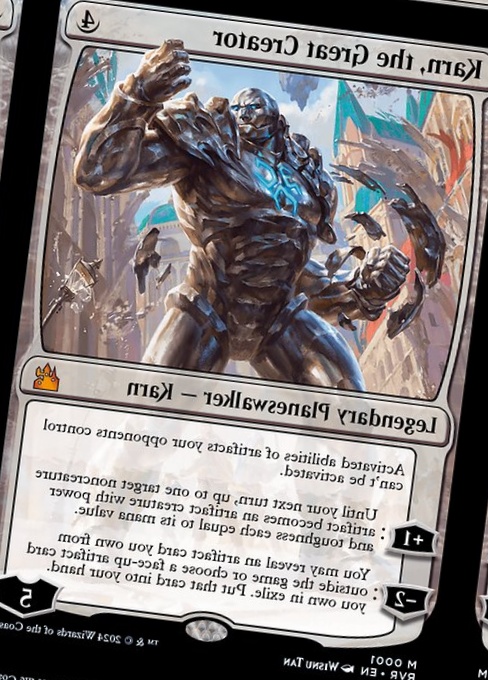 Karn, the Great Creator 4
Legendary Planeswalker — Karn
Activated abilities of artifacts your opponents control
can't be activated.
+1: Until your next turn, up to one target noncreature
artifact becomes an artifact creature with power
and toughness each equal to its mana value.
−2: You may reveal an artifact card you own from
outside the game or choose a face-up artifact card
you own in exile. Put that card into your hand.
5
M 0001
RVR • EN WISNU TAN
™ & © 2024 Wizards of the Coas